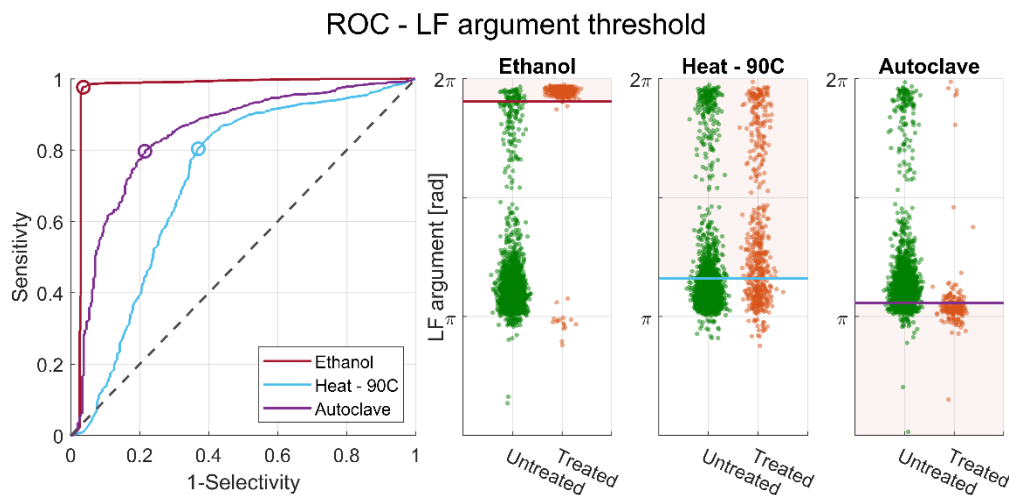 ROC - LF argument threshold
Sensitivty
1
0.8
0.6
0.4
0.2
0
0 0.2 0.4 0.6 0.8 1
1-Selectivity
Ethanol
Heat - 90C
Autoclave
LF argument [rad]
Ethanol
2π
π
Untreated
Treated
Heat - 90C
2π
π
Untreated
Treated
Autoclave
2π
π
Untreated
Treated